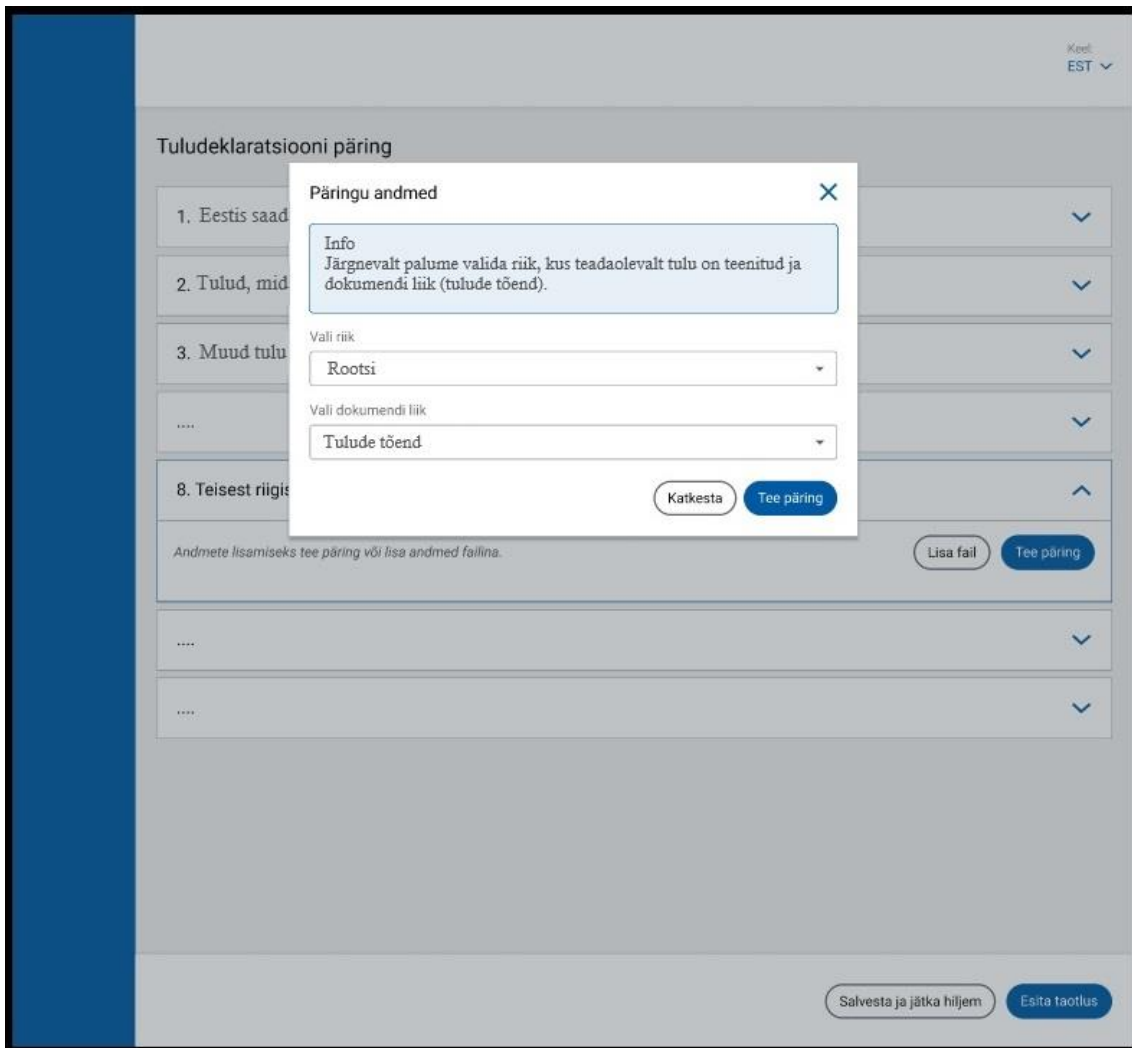 Keel:
EST
Tuludeklaratsiooni päring
Päringu andmed
1. Eestis saad
Info
Järgnevalt palume valida riik, kus teadaolevalt tulu on teenitud ja
dokumendi liik (tulude tõend).
2. Tulud, mid
Vali riik
3. Muud tulu
Rootsi
Vali dokumendi liik
....
Tulude tõend
8. Teisest riigis
Katkesta
Tee päring
Andmete lisamiseks tee päring või lisa andmed failina.
Lisa fail
Tee päring
....
....
Salvesta ja jätka hiljem
Esita taotlus